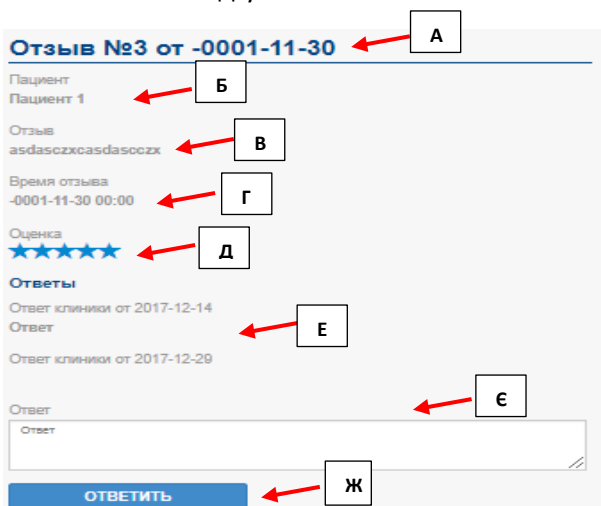 А
Отзыв №3 от -0001-11-30
Пациент
Пациент 1
Б
Отзыв
asdasczxcasdascczx
В
Время отзыва
-0001-11-30 00:00
Г
Оценка
Д
Ответы
Ответ клиники от 2017-12-14
Ответ
Е
Ответ клиники от 2017-12-29
Ответ
Є
Ответ
ОТВЕТИТЬ
Ж